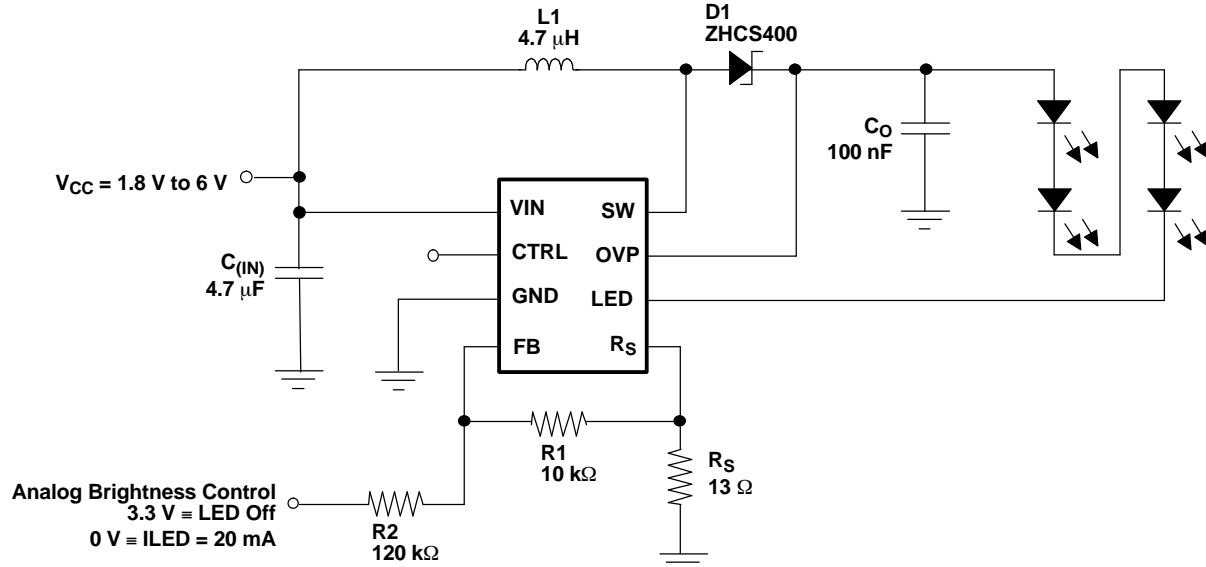 L1
4.7 μH
D1
ZHCS400
CO
100 nF
VCC = 1.8 V to 6 V
C(IN)
4.7 μF
VIN
SW
CTRL
OVP
GND
LED
FB
RS
R1
10 kΩ
RS
13 Ω
Analog Brightness Control
3.3 V ≡ LED Off
0 V ≡ ILED = 20 mA
R2
120 kΩ